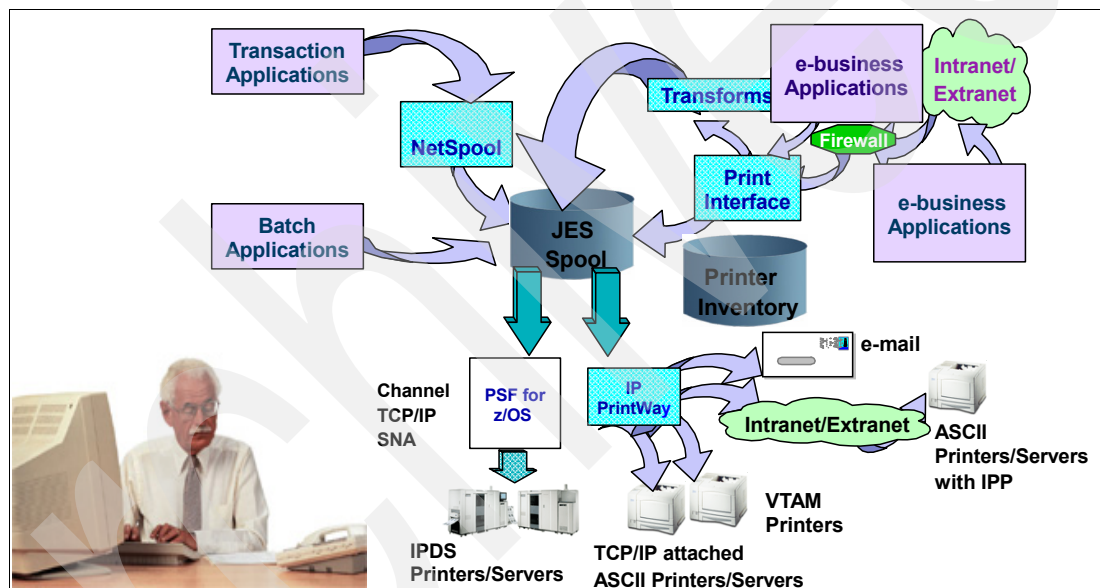 Transaction
Applications
e-business
Applications
Intranet/
Extranet
Transforms
NetSpool
Firewall
Print
Interface
e-business
Applications
Batch
Applications
JES
Spool
Printer
Inventory
e-mail
Channel
TCP/IP
SNA
PSF for
z/OS
IP
PrintWay
Intranet/Extranet
ASCII
Printers/Servers
with IPP
VTAM
Printers
IPDS
Printers/Servers
TCP/IP attached
ASCII Printers/Servers